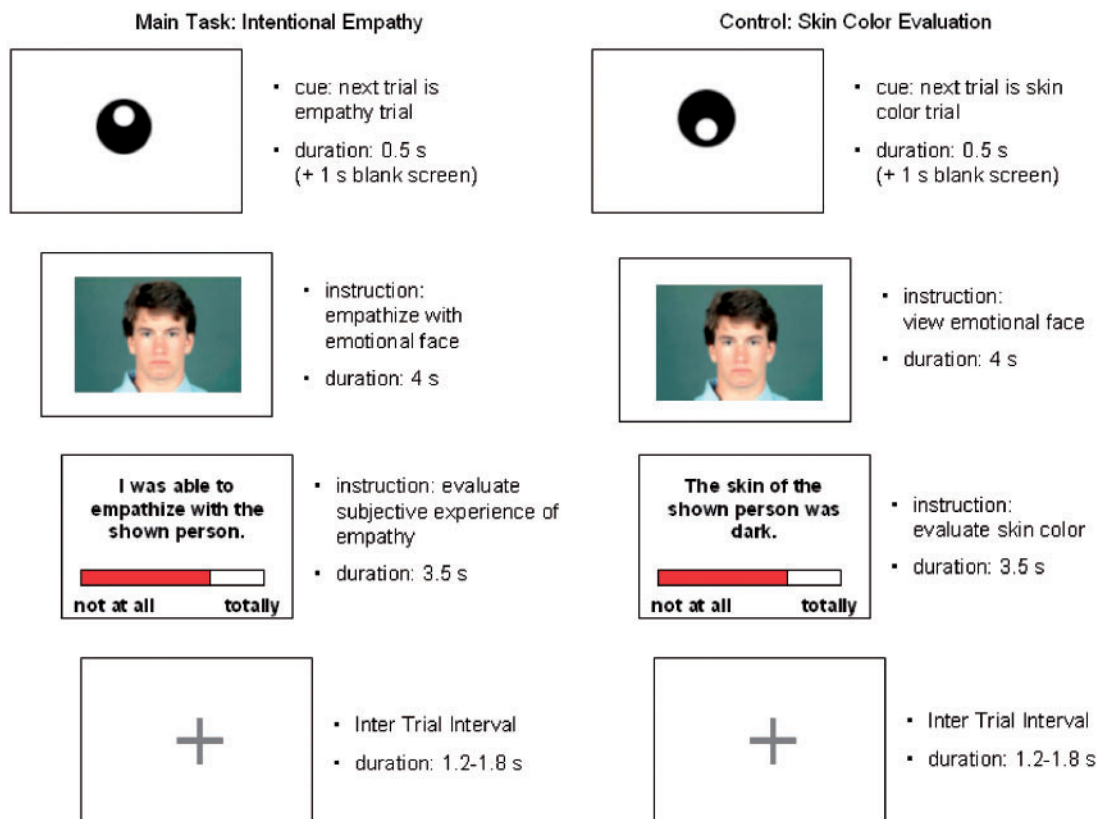 Main Task: Intentional Empathy
▪ cue: next trial is
empathy trial
▪ duration: 0.5 s
(+ 1 s blank screen)
▪ instruction:
empathize with
emotional face
▪ duration: 4 s
I was able to
empathize with the
shown person.
not at all totally
▪ instruction: evaluate
subjective experience of
empathy
▪ duration: 3.5 s
▪ Inter Trial Interval
▪ duration: 1.2-1.8 s
Control: Skin Color Evaluation
▪ cue: next trial is skin
color trial
▪ duration: 0.5 s
(+ 1 s blank screen)
▪ instruction:
view emotional face
▪ duration: 4 s
The skin of the
shown person was
dark.
not at all totally
▪ instruction:
evaluate skin color
▪ duration: 3.5 s
▪ Inter Trial Interval
▪ duration: 1.2-1.8 s